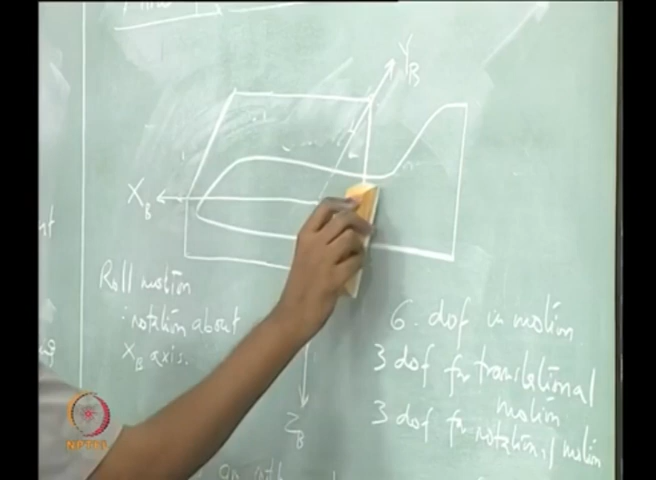 Y_B
X_B
Z_B
Roll motion
: rotation about
X_B axis.
6. dof in motion
3 dof for translational
motion
3 dof for rotational motion
NPTEL